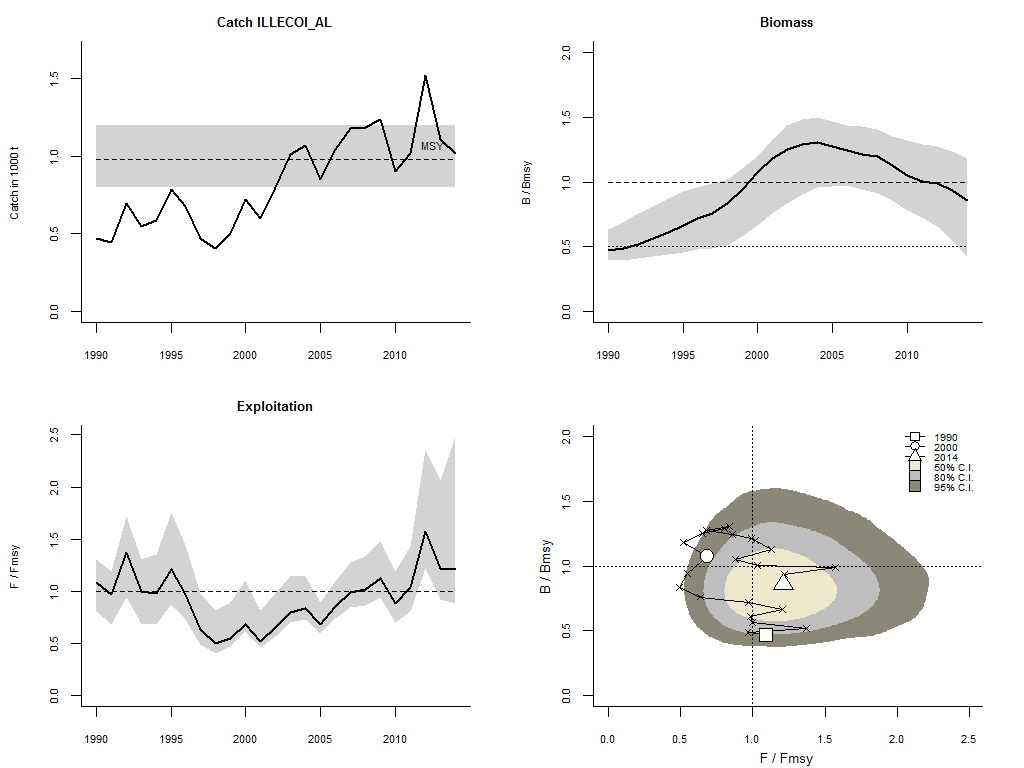 Catch ILLECOI_AL
Catch in 1000 t
0.0 0.5 1.0 1.5
MSY
1990 1995 2000 2005 2010
Biomass
B / Bmsy
0.0 0.5 1.0 1.5 2.0
1990 1995 2000 2005 2010
Exploitation
F / Fmsy
0.0 0.5 1.0 1.5 2.0 2.5
1990 1995 2000 2005 2010
B / Bmsy
0.0 0.5 1.0 1.5 2.0
1990
2000
2014
50% C.I.
80% C.I.
95% C.I.
0.0 0.5 1.0 1.5 2.0 2.5
F / Fmsy